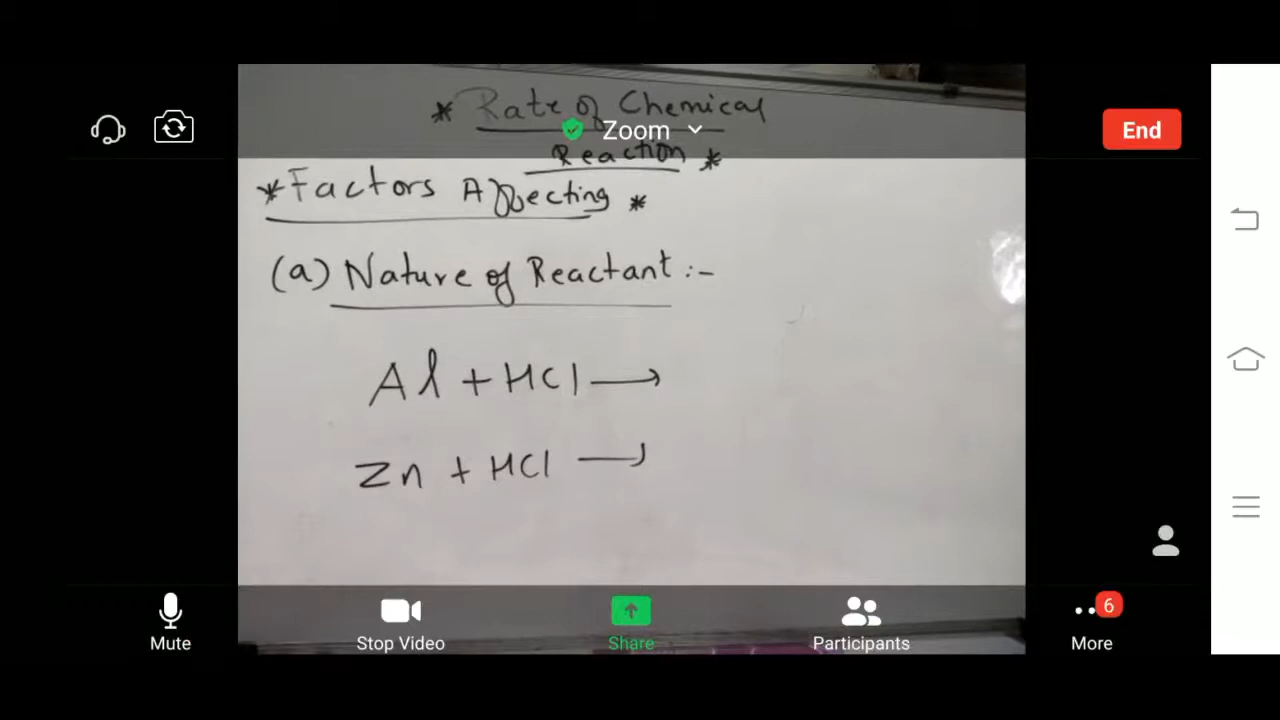 * Rate of Chemical
Zoom
End
Reaction *
* Factors Affecting *
(a) Nature of Reactant :-
Al + HCl →
Zn + HCl →
6
Mute
Stop Video
Share
Participants
More